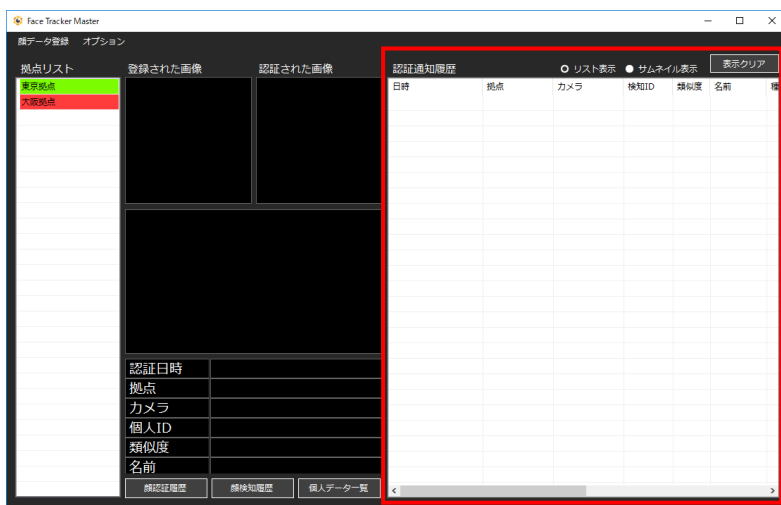 Face Tracker Master
顔データ登録 オプション
拠点リスト 登録された画像 認証された画像 認証通知履歴 リスト表示 サムネイル表示 表示クリア
東京拠点
大阪拠点
日時 拠点 カメラ 検知ID 類似度 名前 種
認証日時
拠点
カメラ
個人ID
類似度
名前
顔認証履歴 顔検知履歴 個人データ一覧